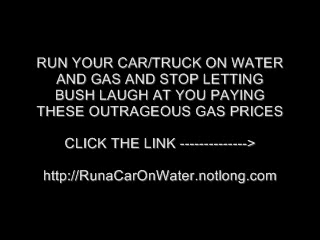 RUN YOUR CAR/TRUCK ON WATER
AND GAS AND STOP LETTING
BUSH LAUGH AT YOU PAYING
THESE OUTRAGEOUS GAS PRICES
CLICK THE LINK -------------->
http://RunaCarOnWater.notlong.com